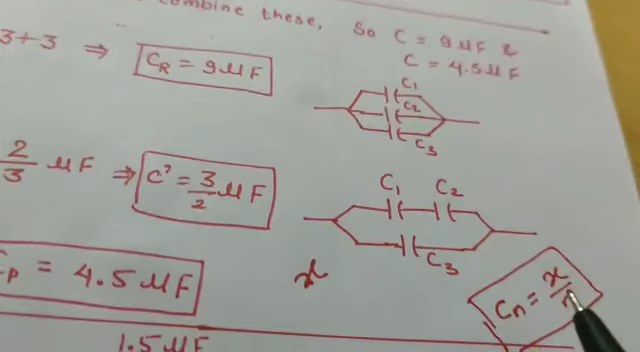 combine these, So C = 9 μF &
C = 4.5 μF
3+3 ⇒ C_R = 9 μF
C₁
C₂
C₃
2/3 μF ⇒ C' = 3/2 μF
C₁ C₂
C₃
x
p = 4.5 μF
Cn = x/
1.5 μF